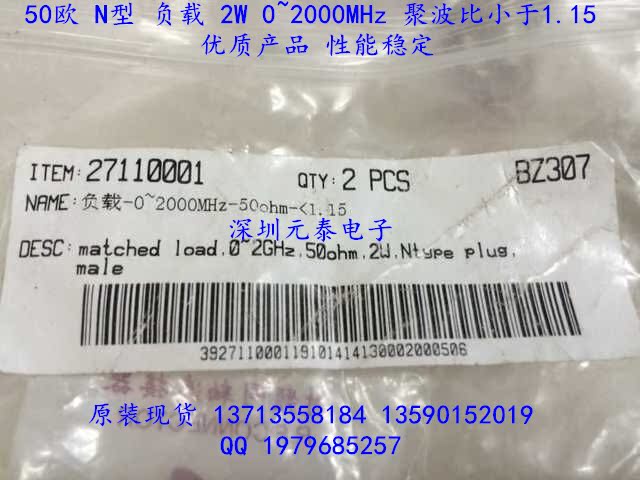 50欧 N型 负载 2W 0~2000MHz 聚波比小于1.15
优质产品 性能稳定
ITEM:27110001 QTY:2 PCS BZ307
NAME:负载-0~2000MHz-50ohm-<1.15
深圳元泰电子
DESC:matched load,0~2GHz,50ohm,2W,Ntype plug,
male
392711000119101414130002000506
原装现货 13713558184 13590152019
QQ 1979685257